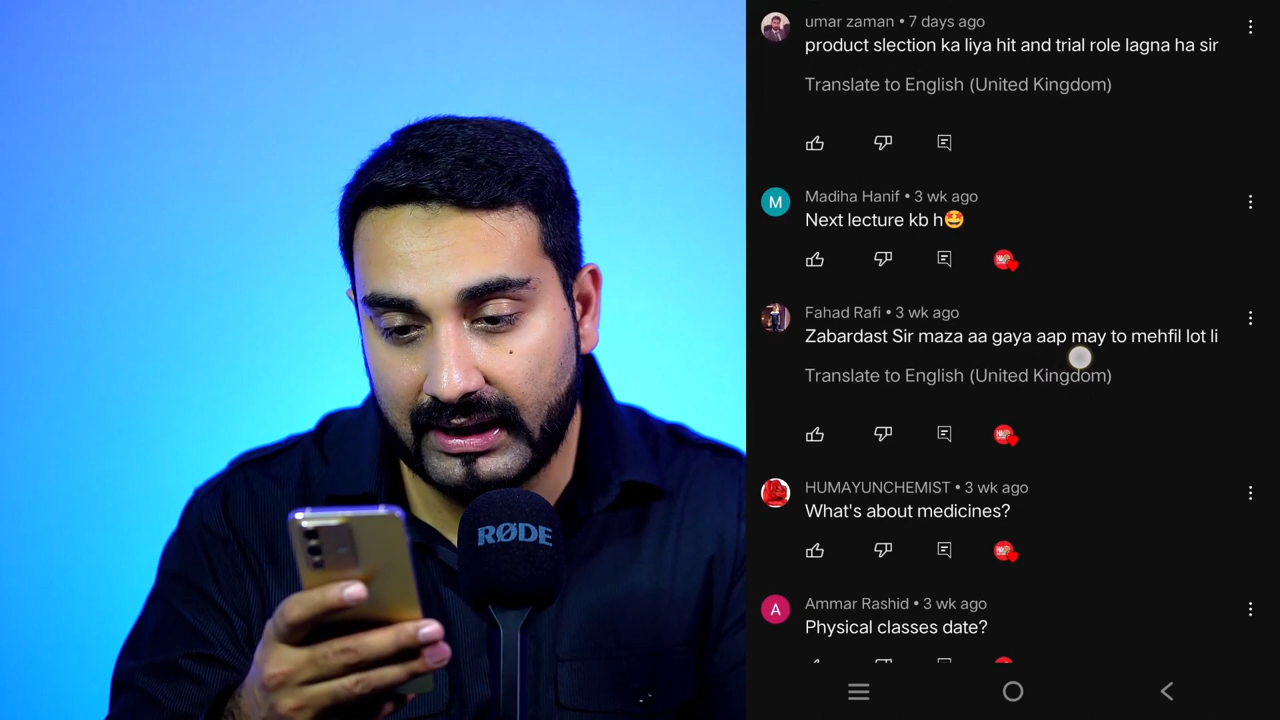 umar zaman • 7 days ago
product slection ka liya hit and trial role lagna ha sir
Translate to English (United Kingdom)
M
Madiha Hanif • 3 wk ago
Next lecture kb h🤩
Fahad Rafi • 3 wk ago
Zabardast Sir maza aa gaya aap may to mehfil lot li
Translate to English (United Kingdom)
HUMAYUNCHEMIST • 3 wk ago
What's about medicines?
A
Ammar Rashid • 3 wk ago
Physical classes date?
RØDE